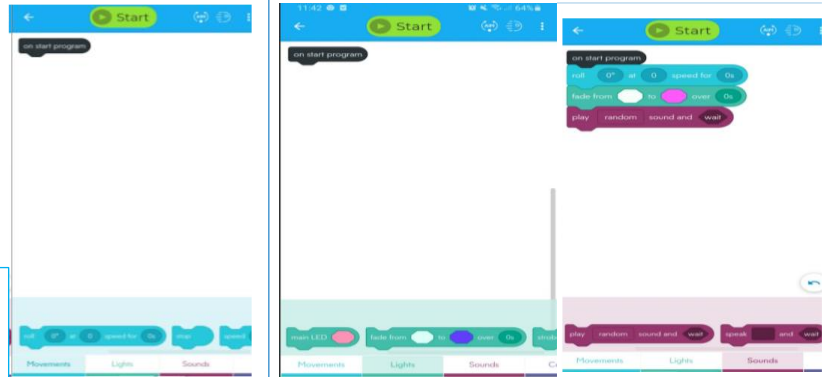 Start
on start program
roll 0° at 0 speed for 0s stop speed
Movements Lights Sounds
11:42 64%
Start
on start program
main LED fade from to over 0s strobe
Movements Lights Sounds C
Start
on start program
roll 0° at 0 speed for 0s
fade from to over 0s
play random sound and wait
play random sound and wait speak and wait
Movements Lights Sounds